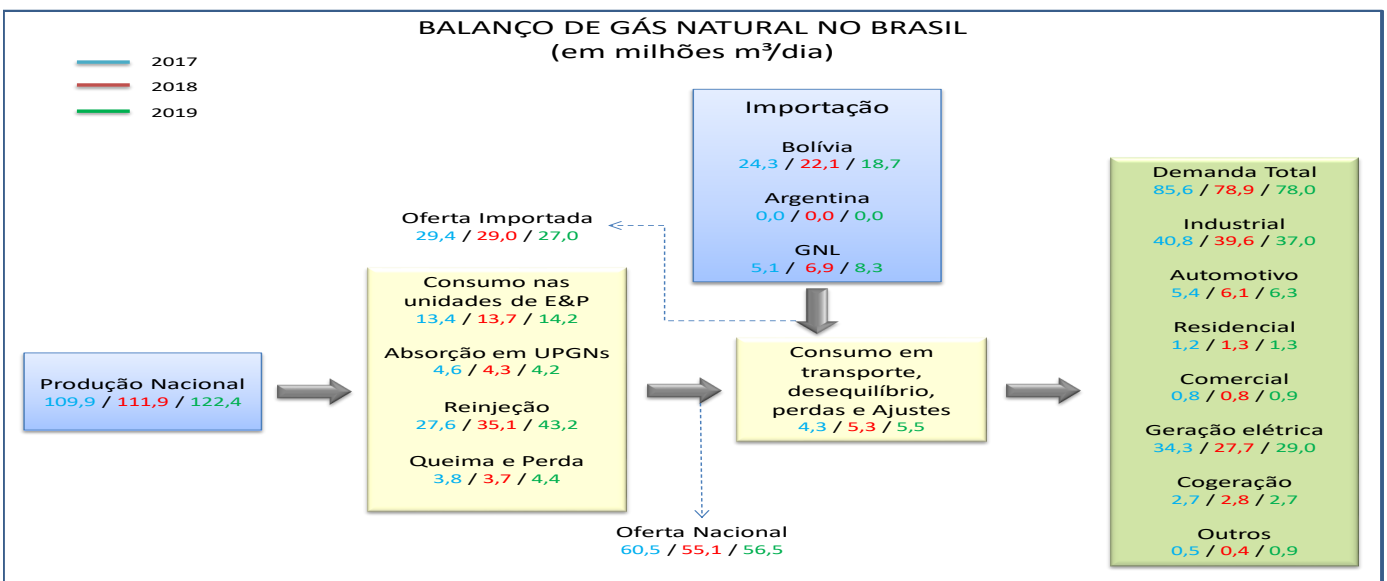 BALANÇO DE GÁS NATURAL NO BRASIL
(em milhões m³/dia)
2017
2018
2019
Importação
Bolívia
24,3 / 22,1 / 18,7
Argentina
0,0 / 0,0 / 0,0
GNL
5,1 / 6,9 / 8,3
Oferta Importada
29,4 / 29,0 / 27,0
Produção Nacional
109,9 / 111,9 / 122,4
Consumo nas
unidades de E&P
13,4 / 13,7 / 14,2
Absorção em UPGNs
4,6 / 4,3 / 4,2
Reinjeção
27,6 / 35,1 / 43,2
Queima e Perda
3,8 / 3,7 / 4,4
Oferta Nacional
60,5 / 55,1 / 56,5
Consumo em
transporte,
desequilíbrio,
perdas e Ajustes
4,3 / 5,3 / 5,5
Demanda Total
85,6 / 78,9 / 78,0
Industrial
40,8 / 39,6 / 37,0
Automotivo
5,4 / 6,1 / 6,3
Residencial
1,2 / 1,3 / 1,3
Comercial
0,8 / 0,8 / 0,9
Geração elétrica
34,3 / 27,7 / 29,0
Cogeração
2,7 / 2,8 / 2,7
Outros
0,5 / 0,4 / 0,9